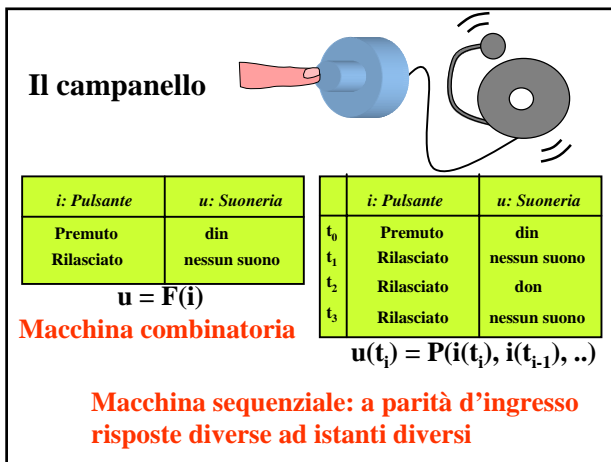 Il campanello
i: Pulsante u: Suoneria
Premuto din
Rilasciato nessun suono
u = F(i)
Macchina combinatoria
i: Pulsante u: Suoneria
t0 Premuto din
t1 Rilasciato nessun suono
t2 Rilasciato don
t3 Rilasciato nessun suono
u(ti) = P(i(ti), i(ti-1), ..)
Macchina sequenziale: a parità d'ingresso
risposte diverse ad istanti diversi